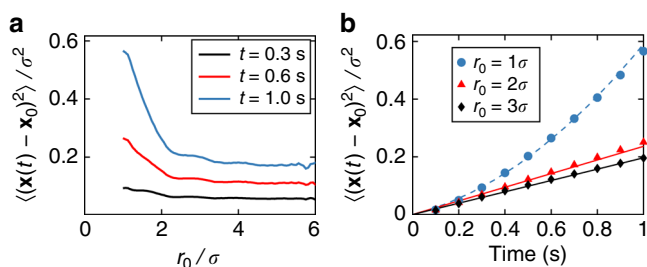 a
⟨(x(t) – x₀)²⟩ / σ²
0.6
0.4
0.2
0
2
4
6
r₀ / σ
t = 0.3 s
t = 0.6 s
t = 1.0 s
b
⟨(x(t) – x₀)²⟩ / σ²
0.6
0.4
0.2
0
0
0.2
0.4
0.6
0.8
1
Time (s)
r₀ = 1σ
r₀ = 2σ
r₀ = 3σ